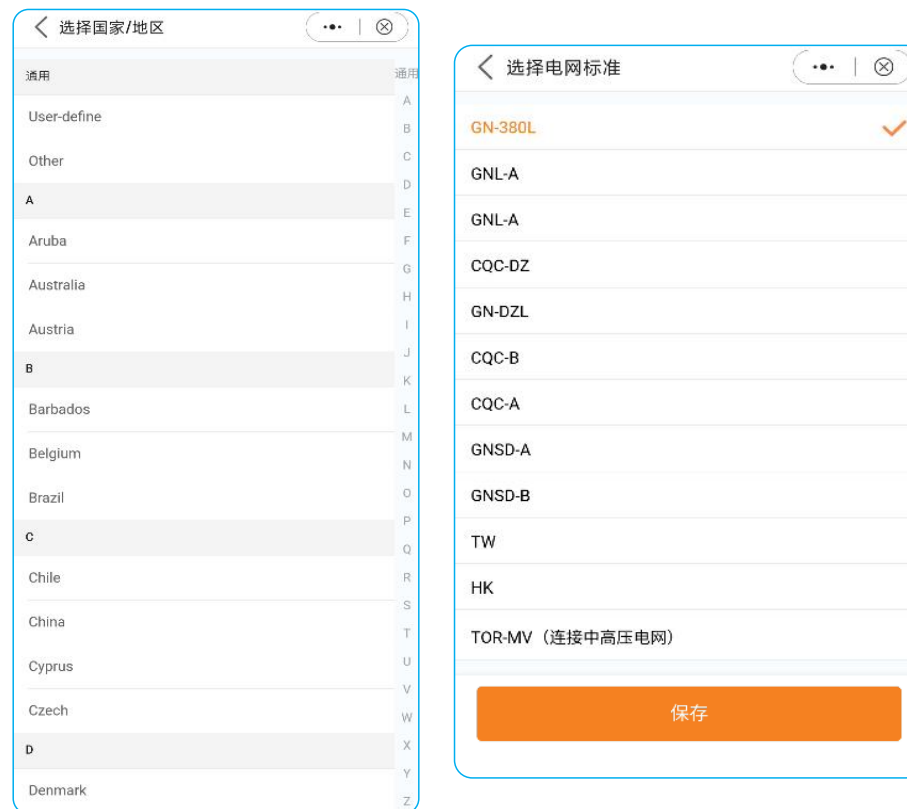 选择国家/地区
通用
User-define
Other
A
Aruba
Australia
Austria
B
Barbados
Belgium
Brazil
C
Chile
China
Cyprus
Czech
D
Denmark
通用
A
B
C
D
E
F
G
H
I
J
K
L
M
N
O
P
Q
R
S
T
U
V
W
X
Y
Z
选择电网标准
GN-380L
GNL-A
GNL-A
CQC-DZ
GN-DZL
CQC-B
CQC-A
GNSD-A
GNSD-B
TW
HK
TOR-MV（连接中高压电网）
保存